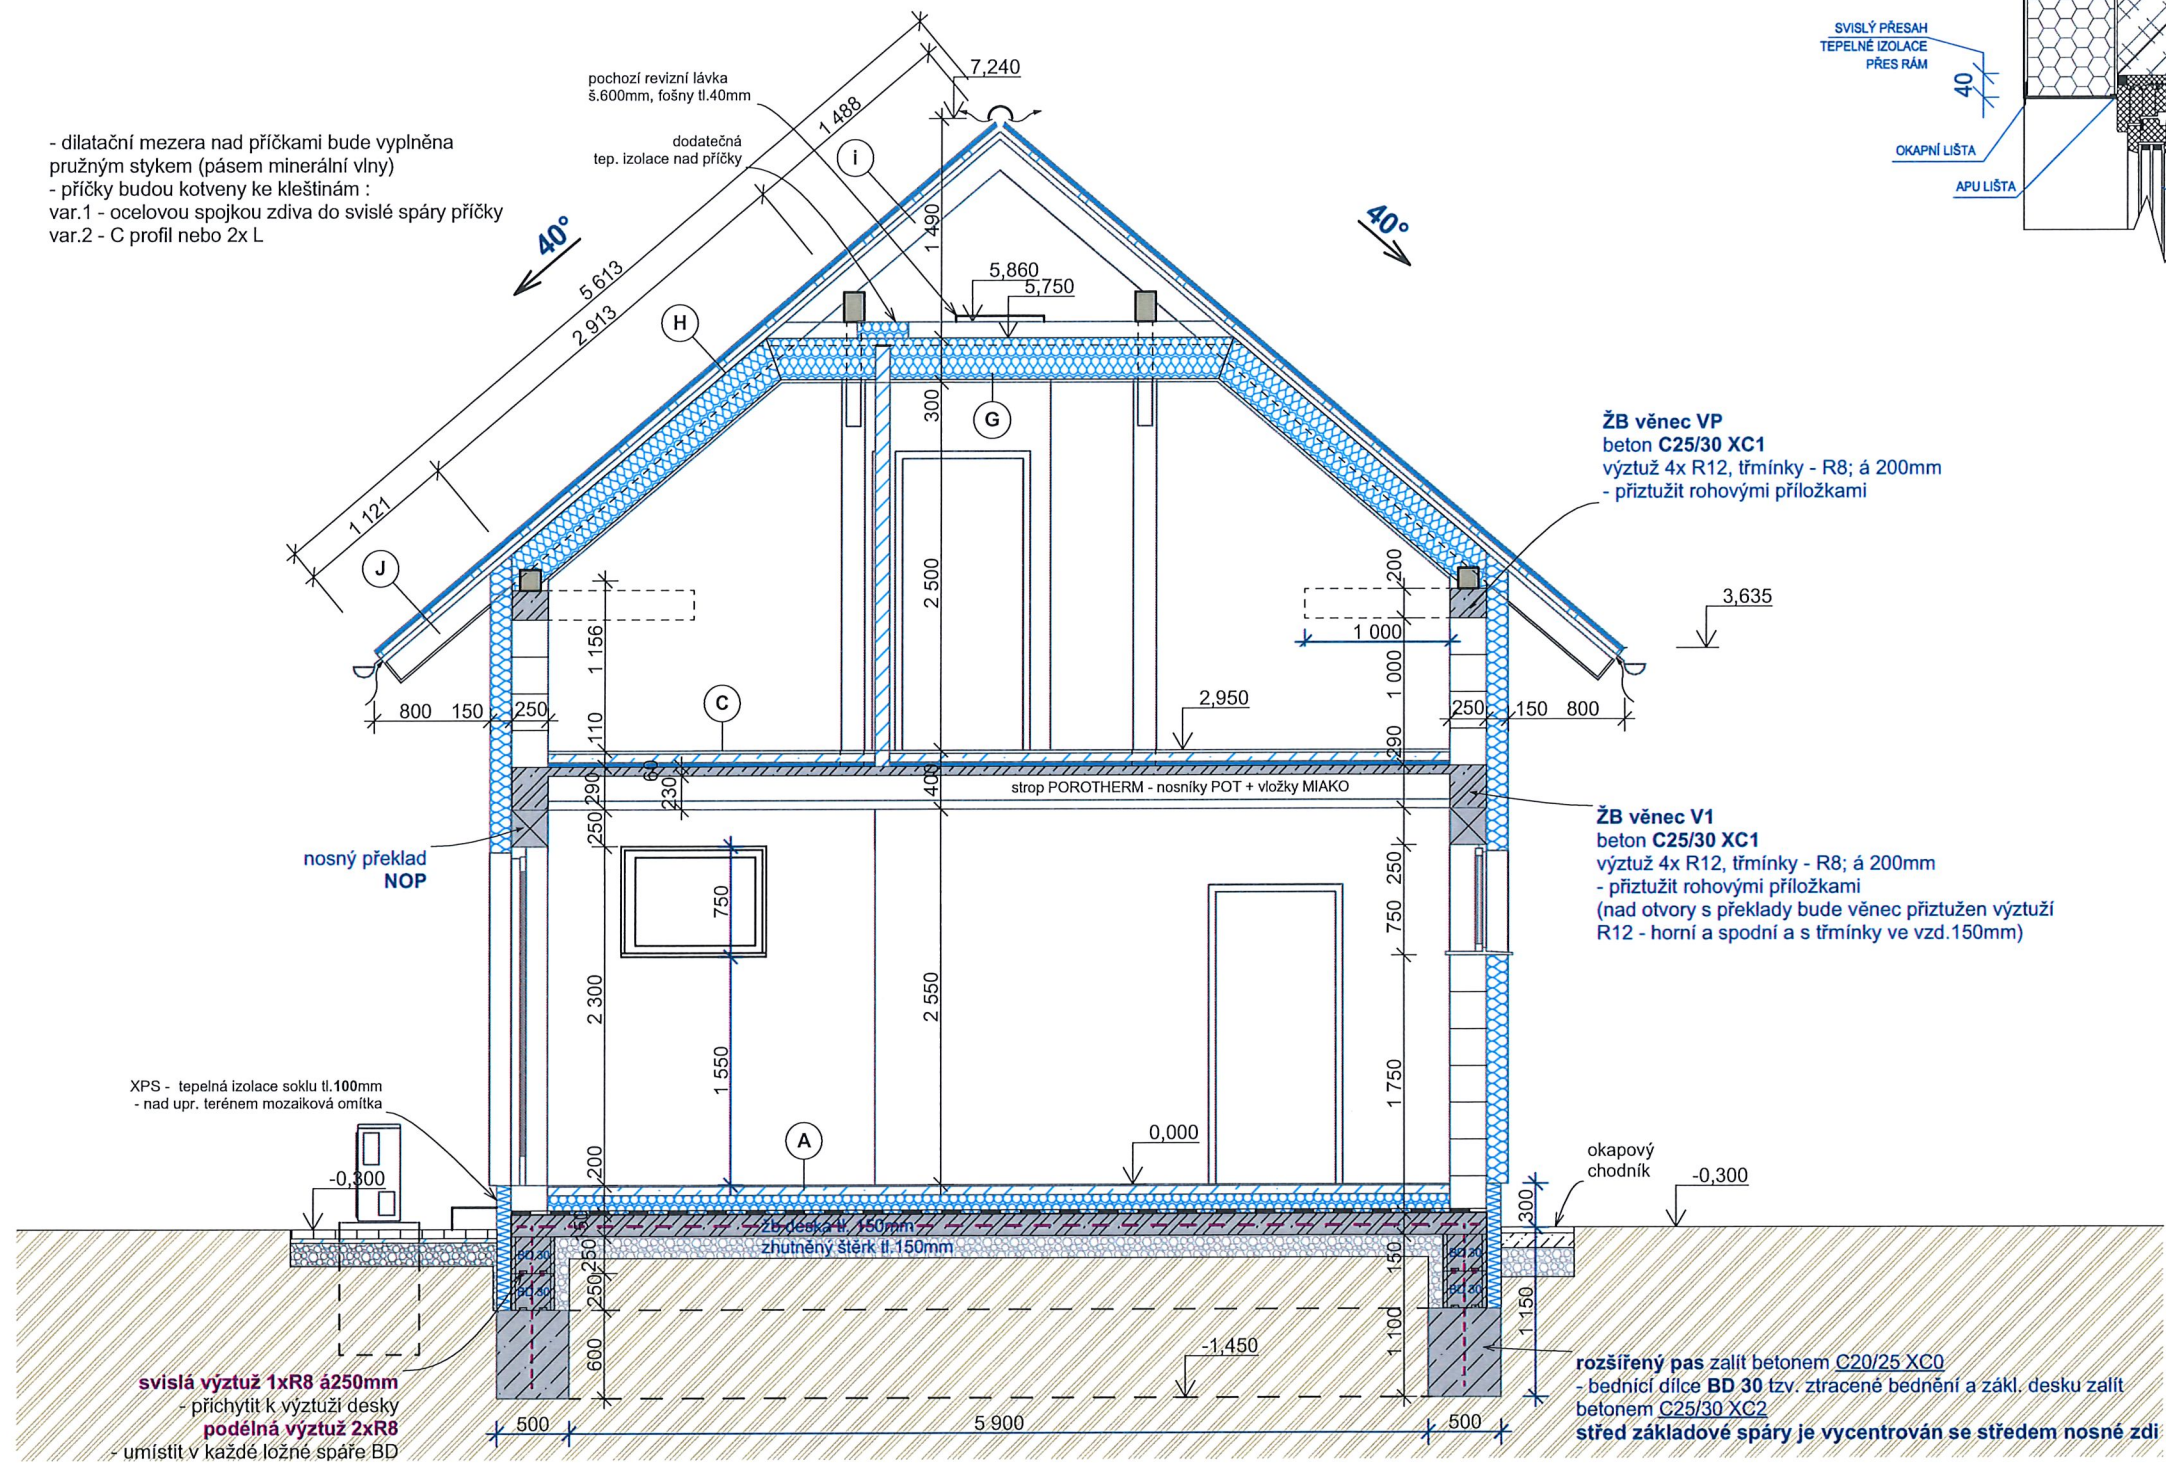 SVISLÝ PŘESAH
TEPELNÉ IZOLACE
PŘES RÁM
40
OKAPNÍ LIŠTA
APU LIŠTA
- dilatační mezera nad příčkami bude vyplněna
pružným stykem (pásem minerální vlny)
- příčky budou kotveny ke kleštinám :
var.1 - ocelovou spojkou zdiva do svislé spáry příčky
var.2 - C profil nebo 2x L
pochozí revizní lávka
š.600mm, fošny tl.40mm
dodatečná
tep. izolace nad příčky
7,240
1 488
i
40°
40°
5 613
2 913
1 121
1 490
5,860
5,750
H
G
J
300
ŽB věnec VP
beton C25/30 XC1
výztuž 4x R12, třmínky - R8; á 200mm
- přiztužit rohovými příložkami
3,635
2 500
1 156
200
1 000
1 000
800 150 250
250 150 800
C
2,950
110
290
60
230
290
400
strop POROTHERM - nosníky POT + vložky MIAKO
nosný překlad
NOP
250
750
250
750
ŽB věnec V1
beton C25/30 XC1
výztuž 4x R12, třmínky - R8; á 200mm
- přiztužit rohovými příložkami
(nad otvory s překlady bude věnec přiztužen výztuží
R12 - horní a spodní a s třmínky ve vzd.150mm)
2 300
2 550
1 550
1 750
XPS - tepelná izolace soklu tl.100mm
- nad upr. terénem mozaiková omítka
A
0,000
200
okapový
chodník
-0,300
-0,300
300
150
žb deska tl. 150mm
zhutněný štěrk tl.150mm
BD 30
BD 30
BD 30
BD 30
250
250
150
600
1 100
1 150
-1,450
svislá výztuž 1xR8 á250mm
- přichytit k výztuži desky
podélná výztuž 2xR8
- umístit v každé ložné spáře BD
500
5 900
500
rozšířený pas zalít betonem C20/25 XC0
- bednící dílce BD 30 tzv. ztracené bednění a zákl. desku zalít
betonem C25/30 XC2
střed základové spáry je vycentrován se středem nosné zdi